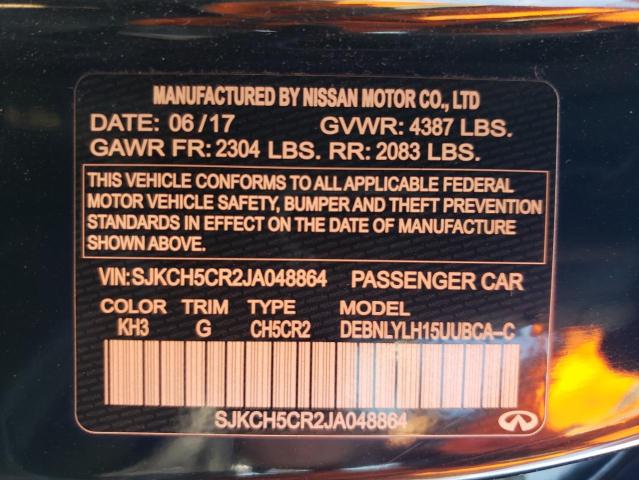 MANUFACTURED BY NISSAN MOTOR CO., LTD
DATE: 06/17 GVWR: 4387 LBS.
GAWR FR: 2304 LBS. RR: 2083 LBS.
THIS VEHICLE CONFORMS TO ALL APPLICABLE FEDERAL
MOTOR VEHICLE SAFETY, BUMPER AND THEFT PREVENTION
STANDARDS IN EFFECT ON THE DATE OF MANUFACTURE
SHOWN ABOVE.
VIN:SJKCH5CR2JA048864 PASSENGER CAR
COLOR TRIM TYPE MODEL
KH3 G CH5CR2 DEBNLYLH15UUBCA-C
SJKCH5CR2JA048864